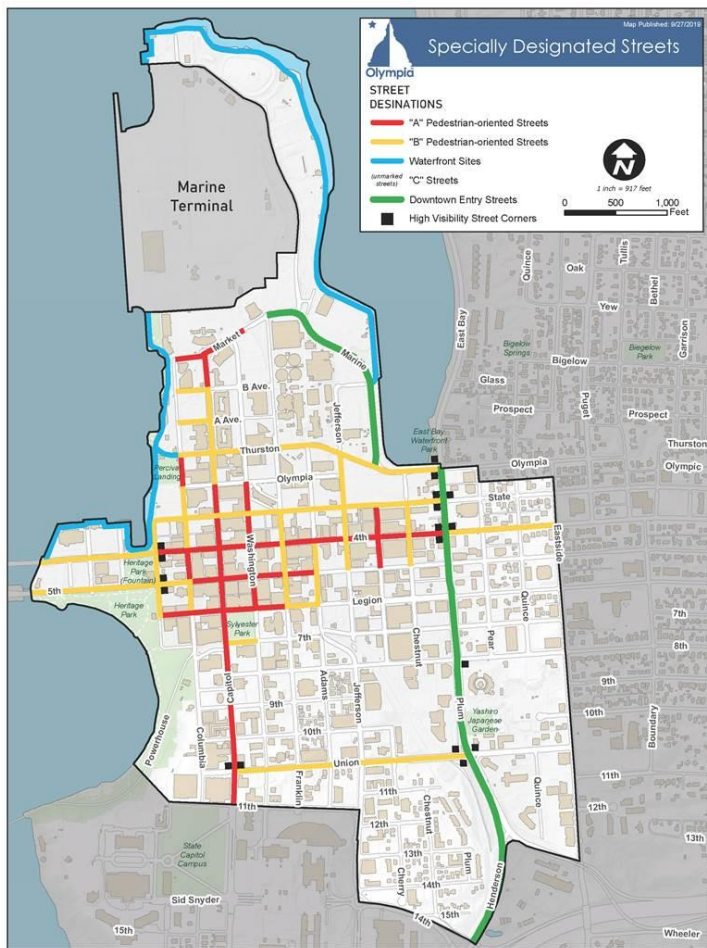 Map Published: 9/27/2019
Specially Designated Streets
Olympia
STREET
DESINATIONS
"A" Pedestrian-oriented Streets
"B" Pedestrian-oriented Streets
Waterfront Sites
(unmarked
streets)
"C" Streets
Downtown Entry Streets
High Visibility Street Corners
N
1 inch = 917 feet
0 500 1,000
Feet
Marine
Terminal
Quince
Oak
Tullis
Bethel
Yew
Garrison
East Bay
Bigelow
Springs
Biegelow
Park
Bigelow
Glass
Puget
Prospect
Prospect
Market
Marine
B Ave.
A Ave.
Jefferson
Thurston
East Bay
Waterfront
Park
Thurston
Olympia
Olympic
Percival
Landing
Olympia
State
4th
Washington
Eastside
Heritage
Park
(Fountain)
5th
Heritage
Park
Legion
Quince
7th
Sylvester
Park
7th
Chestnut
Pear
8th
Capitol
Adams
Jefferson
9th
9th
Plum
Yashiro
Japanese
Garden
10th
10th
Boundary
Powerhouse
Columbia
Union
Franklin
11th
11th
11th
Quince
12th
12th
Chestnut
13th
13th
State
Capitol
Campus
Plum
14th
Cherry
Henderson
Sid Snyder
14th
15th
15th
Wheeler